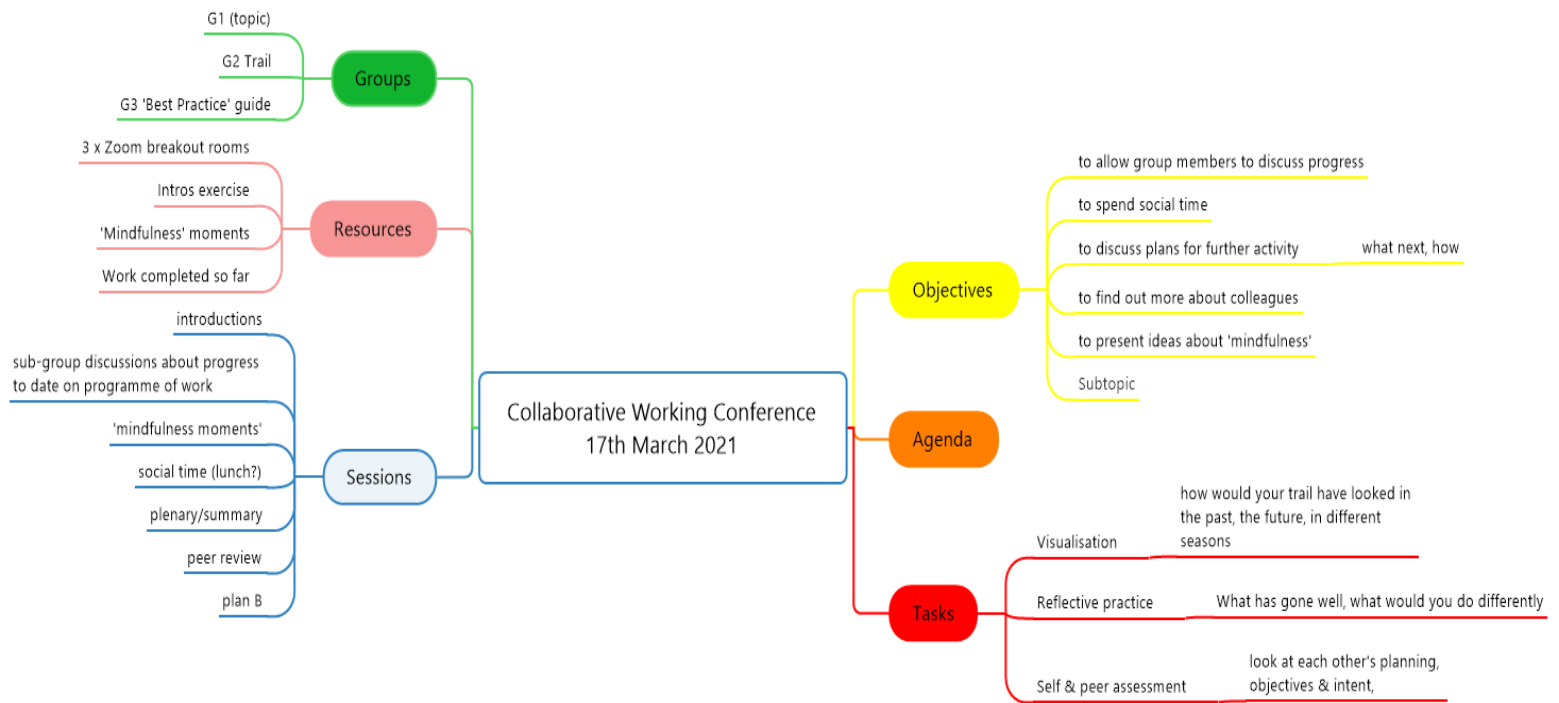 Collaborative Working Conference
17th March 2021
Groups
G1 (topic)
G2 Trail
G3 'Best Practice' guide
Resources
3 x Zoom breakout rooms
Intros exercise
'Mindfulness' moments
Work completed so far
Sessions
introductions
sub-group discussions about progress
to date on programme of work
'mindfulness moments'
social time (lunch?)
plenary/summary
peer review
plan B
Objectives
to allow group members to discuss progress
to spend social time
to discuss plans for further activity
what next, how
to find out more about colleagues
to present ideas about 'mindfulness'
Subtopic
Agenda
Tasks
Visualisation
how would your trail have looked in
the past, the future, in different
seasons
Reflective practice
What has gone well, what would you do differently
Self & peer assessment
look at each other's planning,
objectives & intent,